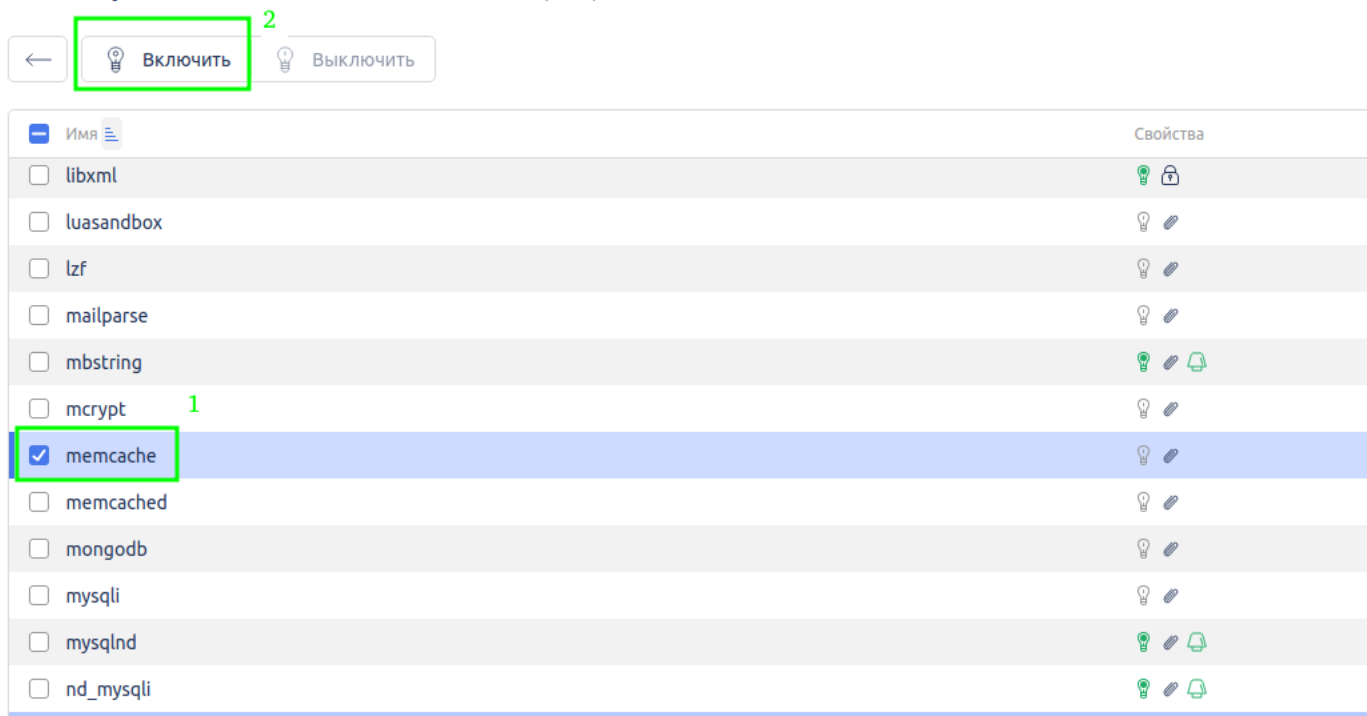 2
Включить
Выключить
Имя
Свойства
libxml
luasandbox
lzf
mailparse
mbstring
mcrypt
1
memcache
memcached
mongodb
mysqli
mysqlnd
nd_mysqli